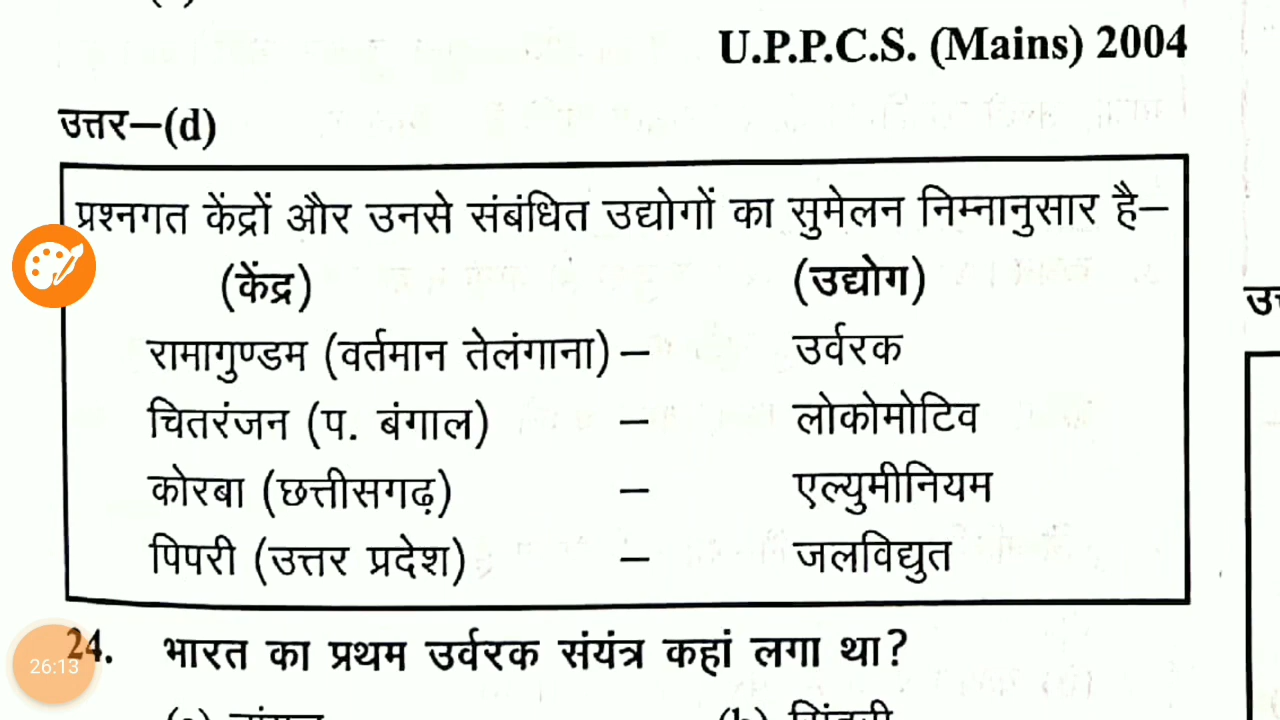 U.P.P.C.S. (Mains) 2004
उत्तर–(d)
प्रश्नगत केंद्रों और उनसे संबंधित उद्योगों का सुमेलन निम्नानुसार है–
(केंद्र) (उद्योग)
रामागुण्डम (वर्तमान तेलंगाना) – उर्वरक
चितरंजन (प. बंगाल) – लोकोमोटिव
कोरबा (छत्तीसगढ़) – एल्युमीनियम
पिपरी (उत्तर प्रदेश) – जलविद्युत
24. भारत का प्रथम उर्वरक संयंत्र कहां लगा था?
26:13